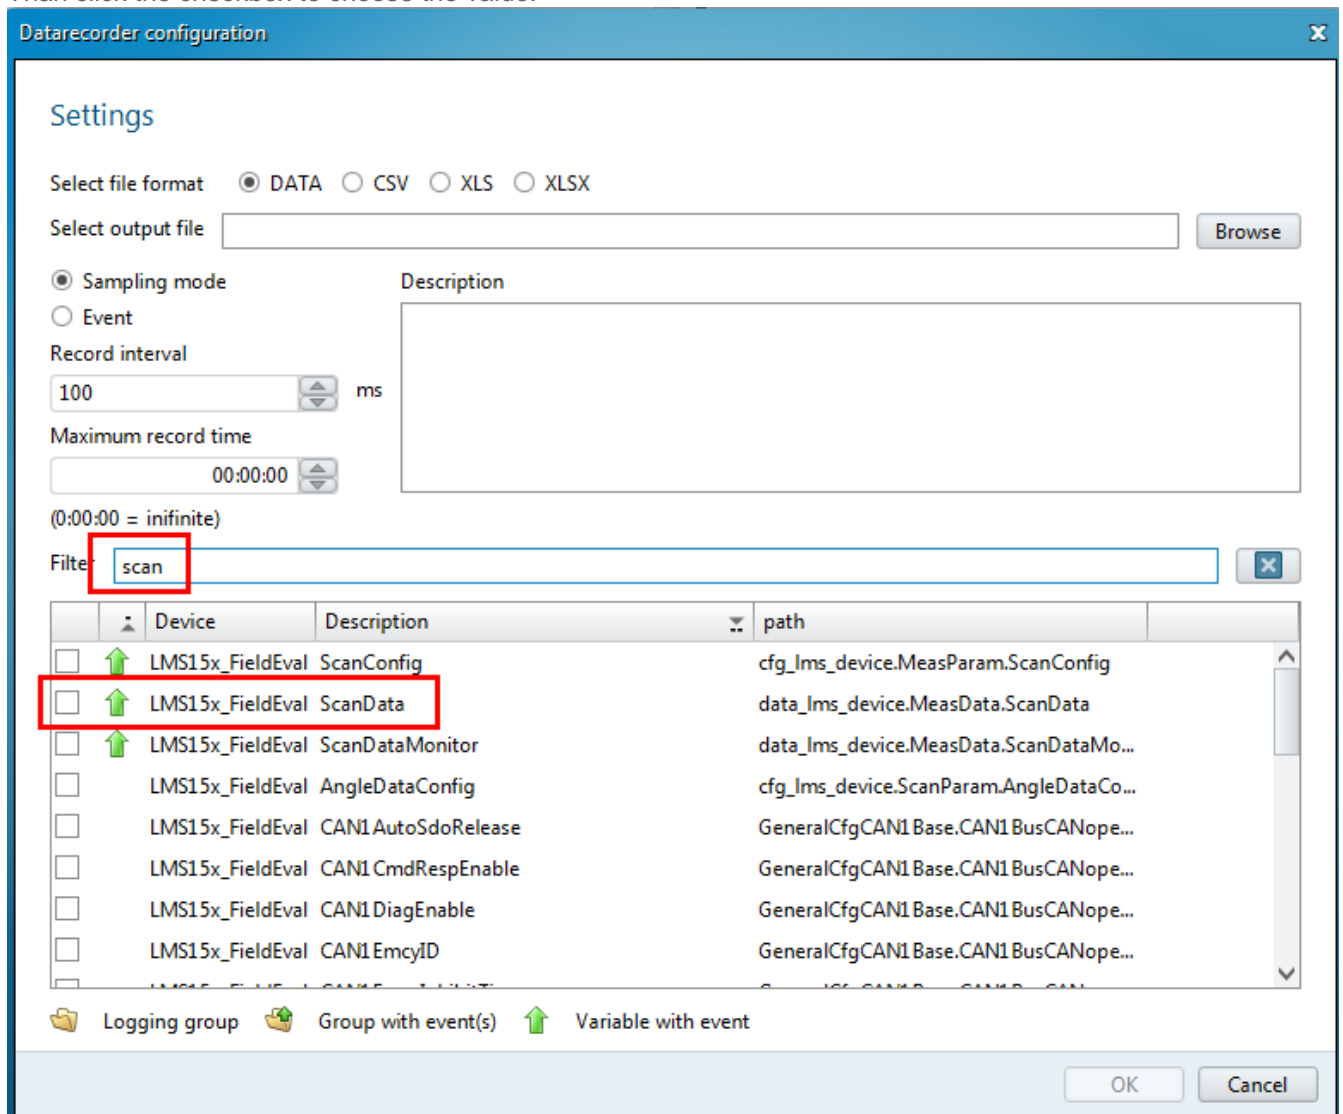 Datarecorder configuration
Settings
Select file format DATA CSV XLS XLSX
Select output file Browse
Sampling mode Description
Event
Record interval
100 ms
Maximum record time
00:00:00
(0:00:00 = inifinite)
Filter scan
Device Description path
LMS15x_FieldEval ScanConfig cfg_lms_device.MeasParam.ScanConfig
LMS15x_FieldEval ScanData data_lms_device.MeasData.ScanData
LMS15x_FieldEval ScanDataMonitor data_lms_device.MeasData.ScanDataMo...
LMS15x_FieldEval AngleDataConfig cfg_lms_device.ScanParam.AngleDataCo...
LMS15x_FieldEval CAN1AutoSdoRelease GeneralCfgCAN1Base.CAN1BusCANope...
LMS15x_FieldEval CAN1CmdRespEnable GeneralCfgCAN1Base.CAN1BusCANope...
LMS15x_FieldEval CAN1DiagEnable GeneralCfgCAN1Base.CAN1BusCANope...
LMS15x_FieldEval CAN1EmcyID GeneralCfgCAN1Base.CAN1BusCANope...
Logging group Group with event(s) Variable with event
OK Cancel